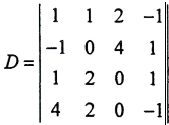 D = | 1 1 2 -1 |
| -1 0 4 1 |
| 1 2 0 1 |
| 4 2 0 -1 |